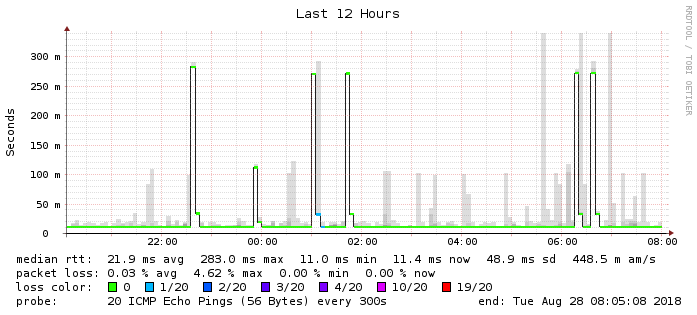 Last 12 Hours
RRDTOOL / TOBI OETIKER
Seconds
300 m
250 m
200 m
150 m
100 m
50 m
0
22:00 00:00 02:00 04:00 06:00 08:00
median rtt: 21.9 ms avg 283.0 ms max 11.0 ms min 11.4 ms now 48.9 ms sd 448.5 m am/s
packet loss: 0.03 % avg 4.62 % max 0.00 % min 0.00 % now
loss color: 0 1/20 2/20 3/20 4/20 10/20 19/20
probe: 20 ICMP Echo Pings (56 Bytes) every 300s end: Tue Aug 28 08:05:08 2018